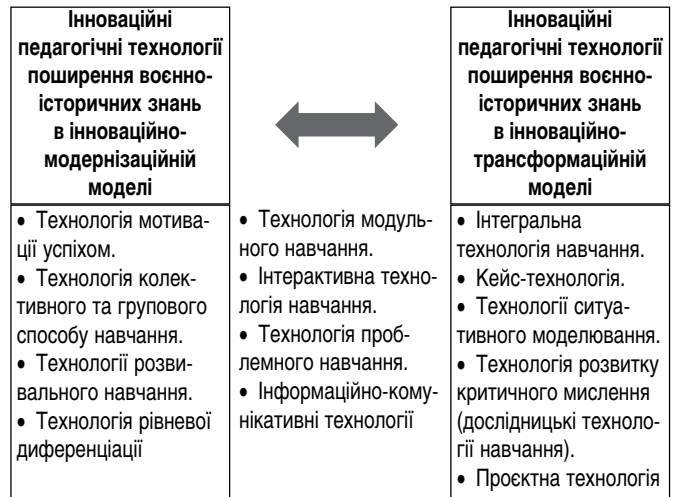 Інноваційні
педагогічні технології
поширення воєнно-
історичних знань
в інноваційно-
модернізаційній
моделі
Інноваційні
педагогічні технології
поширення воєнно-
історичних знань
в інноваційно-
трансформаційній
моделі
• Технологія мотива-
ції успіхом.
• Технологія колек-
тивного та групового
способу навчання.
• Технології розви-
вального навчання.
• Технологія рівневої
диференціації
• Технологія модуль-
ного навчання.
• Інтерактивна техно-
логія навчання.
• Технологія проб-
лемного навчання.
• Інформаційно-кому-
нікативні технології
• Інтегральна
технологія навчання.
• Кейс-технологія.
• Технології ситуа-
тивного моделювання.
• Технологія розвитку
критичного мислення
(дослідницькі техноло-
гії навчання).
• Проєктна технологія